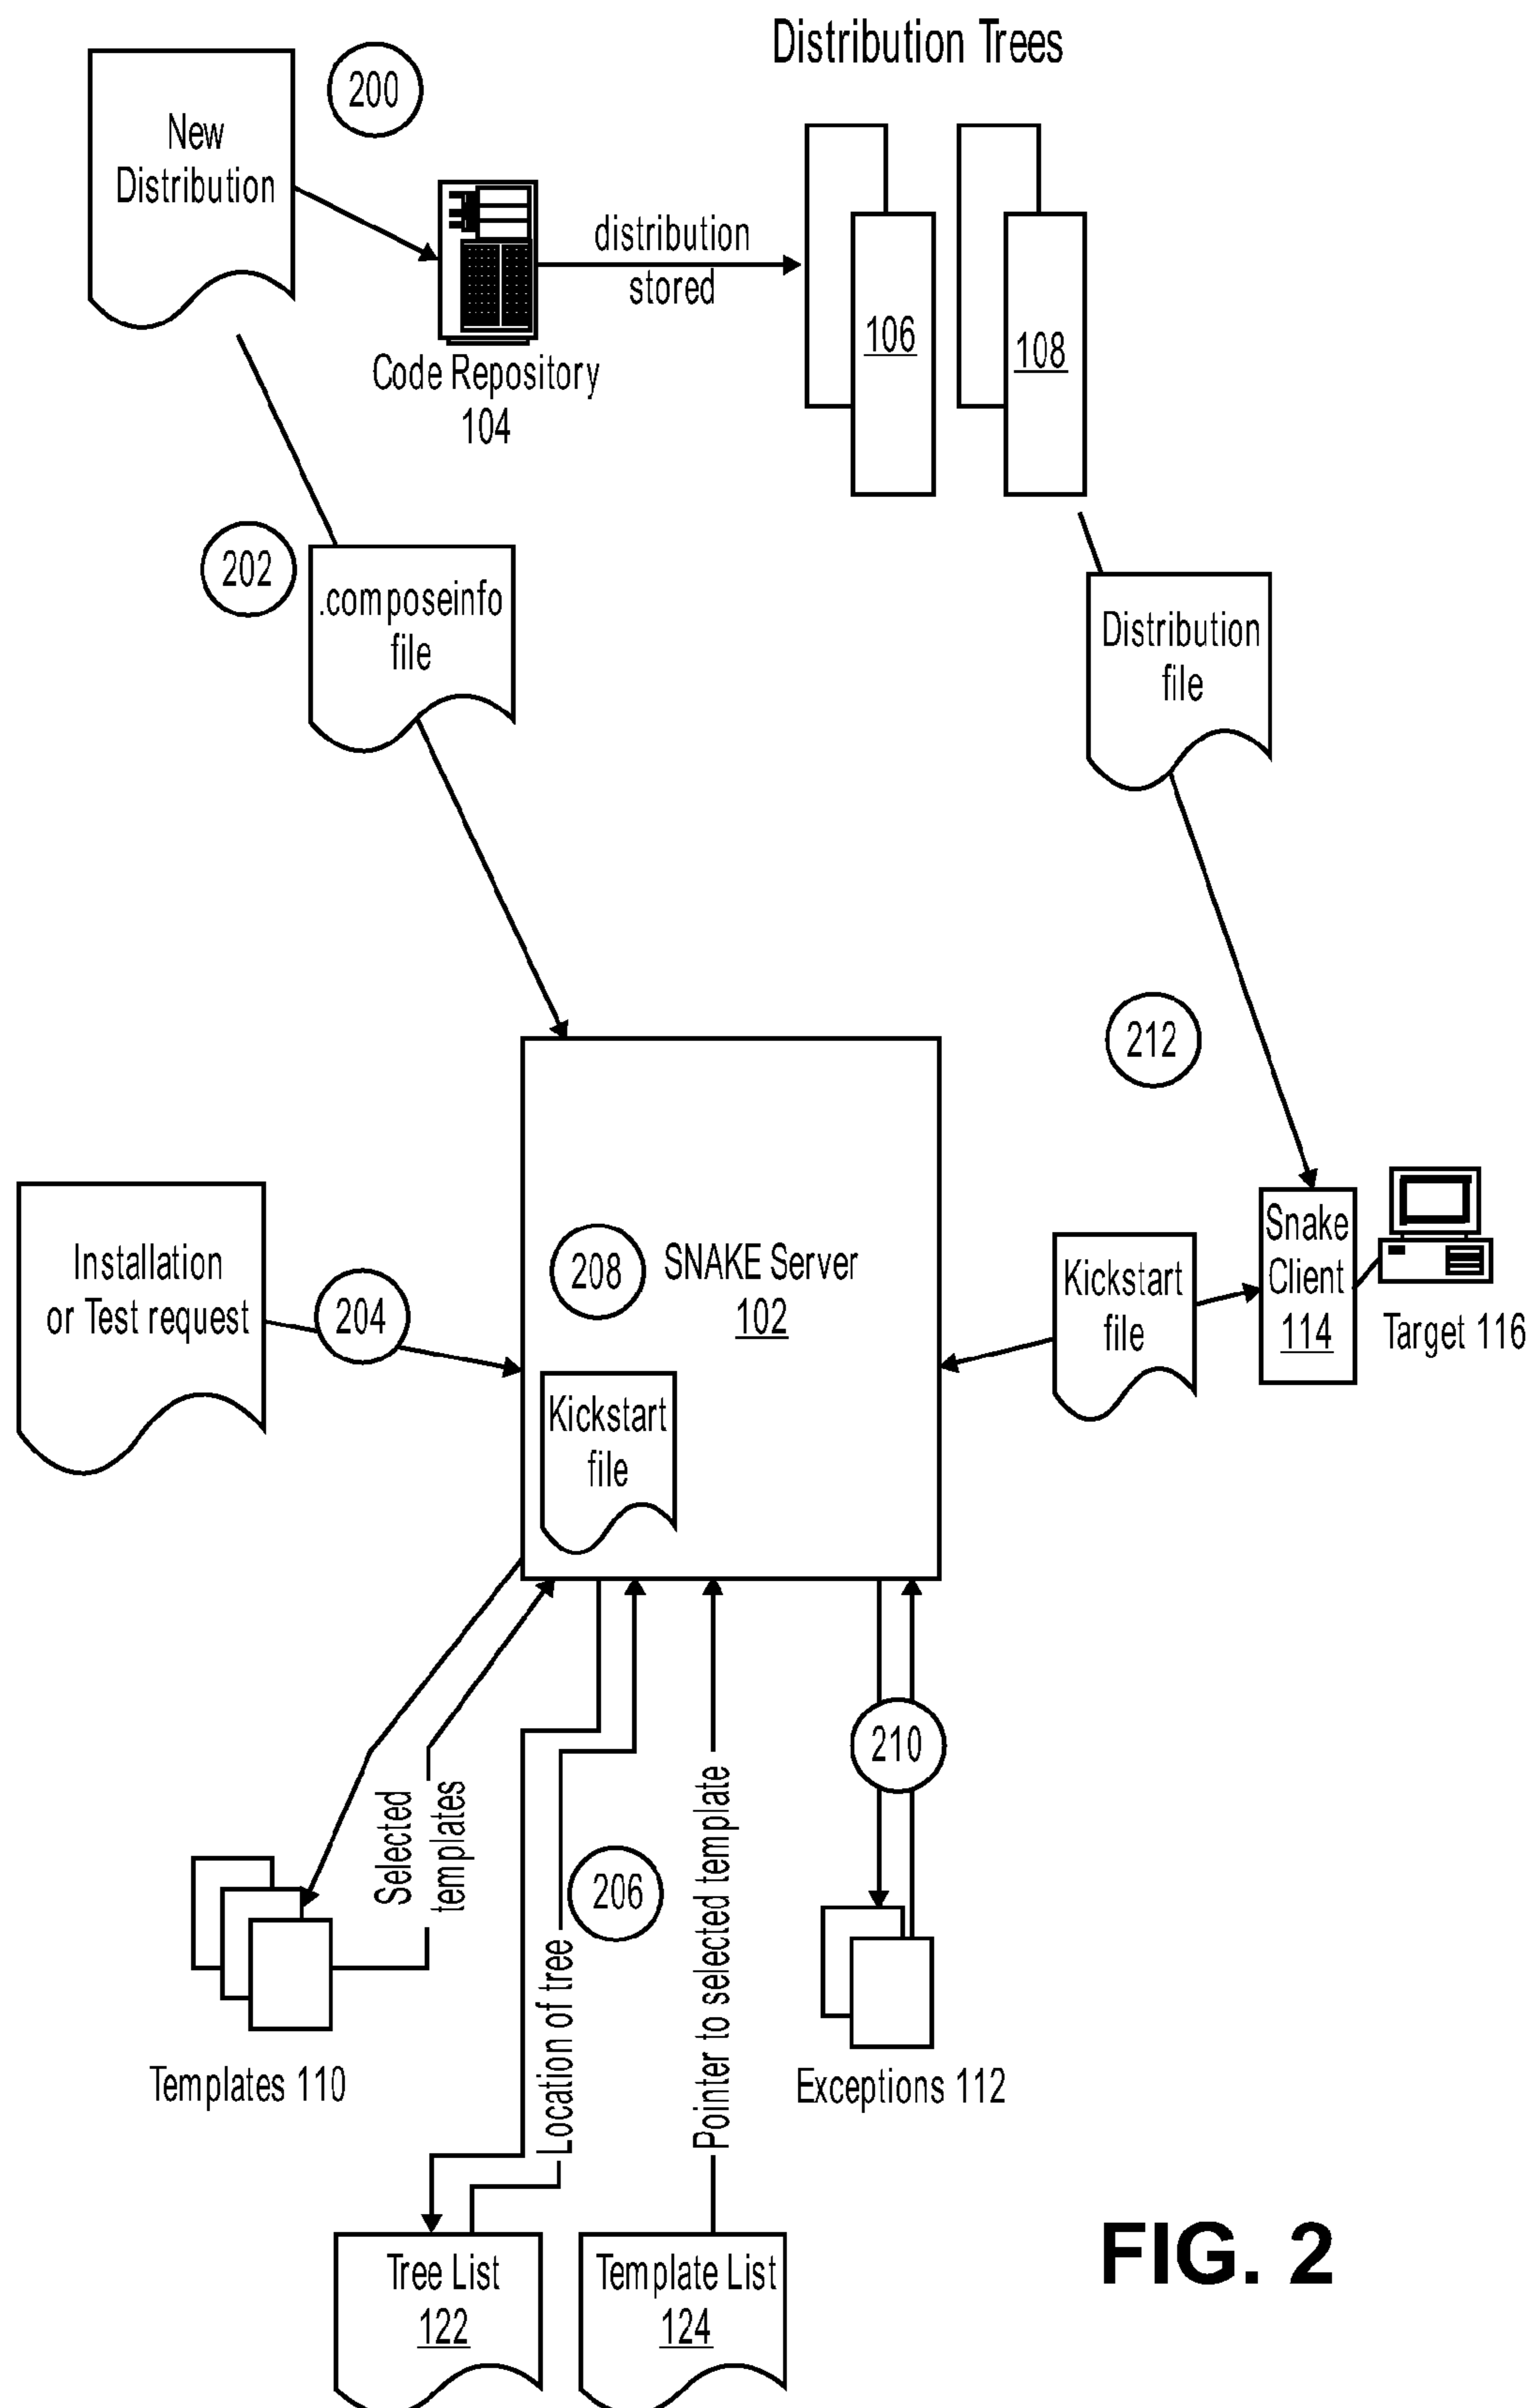 Distribution Trees
200
New
Distribution
distribution
stored
106
108
Code Repository
104
202
.composeinfo
file
Distribution
file
212
Installation
or Test request
204
208
SNAKE Server
102
Kickstart
file
Kickstart
file
Snake
Client
114
Target 116
Selected
templates
206
Location of tree
Pointer to selected template
210
Templates 110
Exceptions 112
Tree List
122
Template List
124
FIG. 2